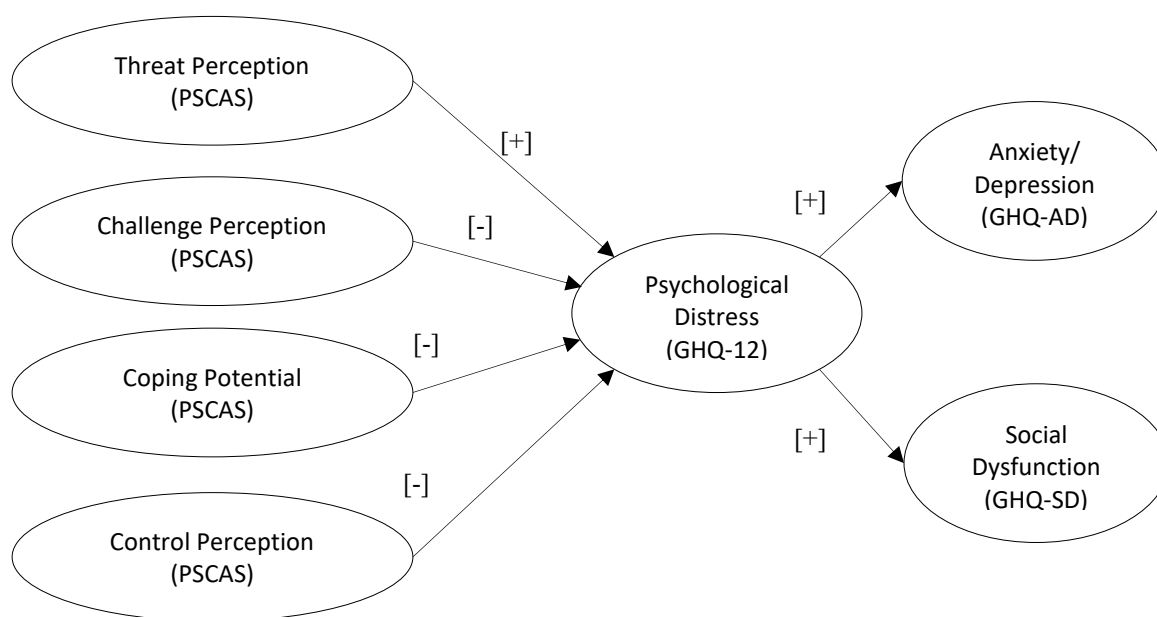 Threat Perception
(PSCAS)
[+]
Challenge Perception
(PSCAS)
[-]
Coping Potential
(PSCAS)
[-]
Control Perception
(PSCAS)
[-]
Psychological
Distress
(GHQ-12)
[+]
Anxiety/
Depression
(GHQ-AD)
[+]
Social
Dysfunction
(GHQ-SD)